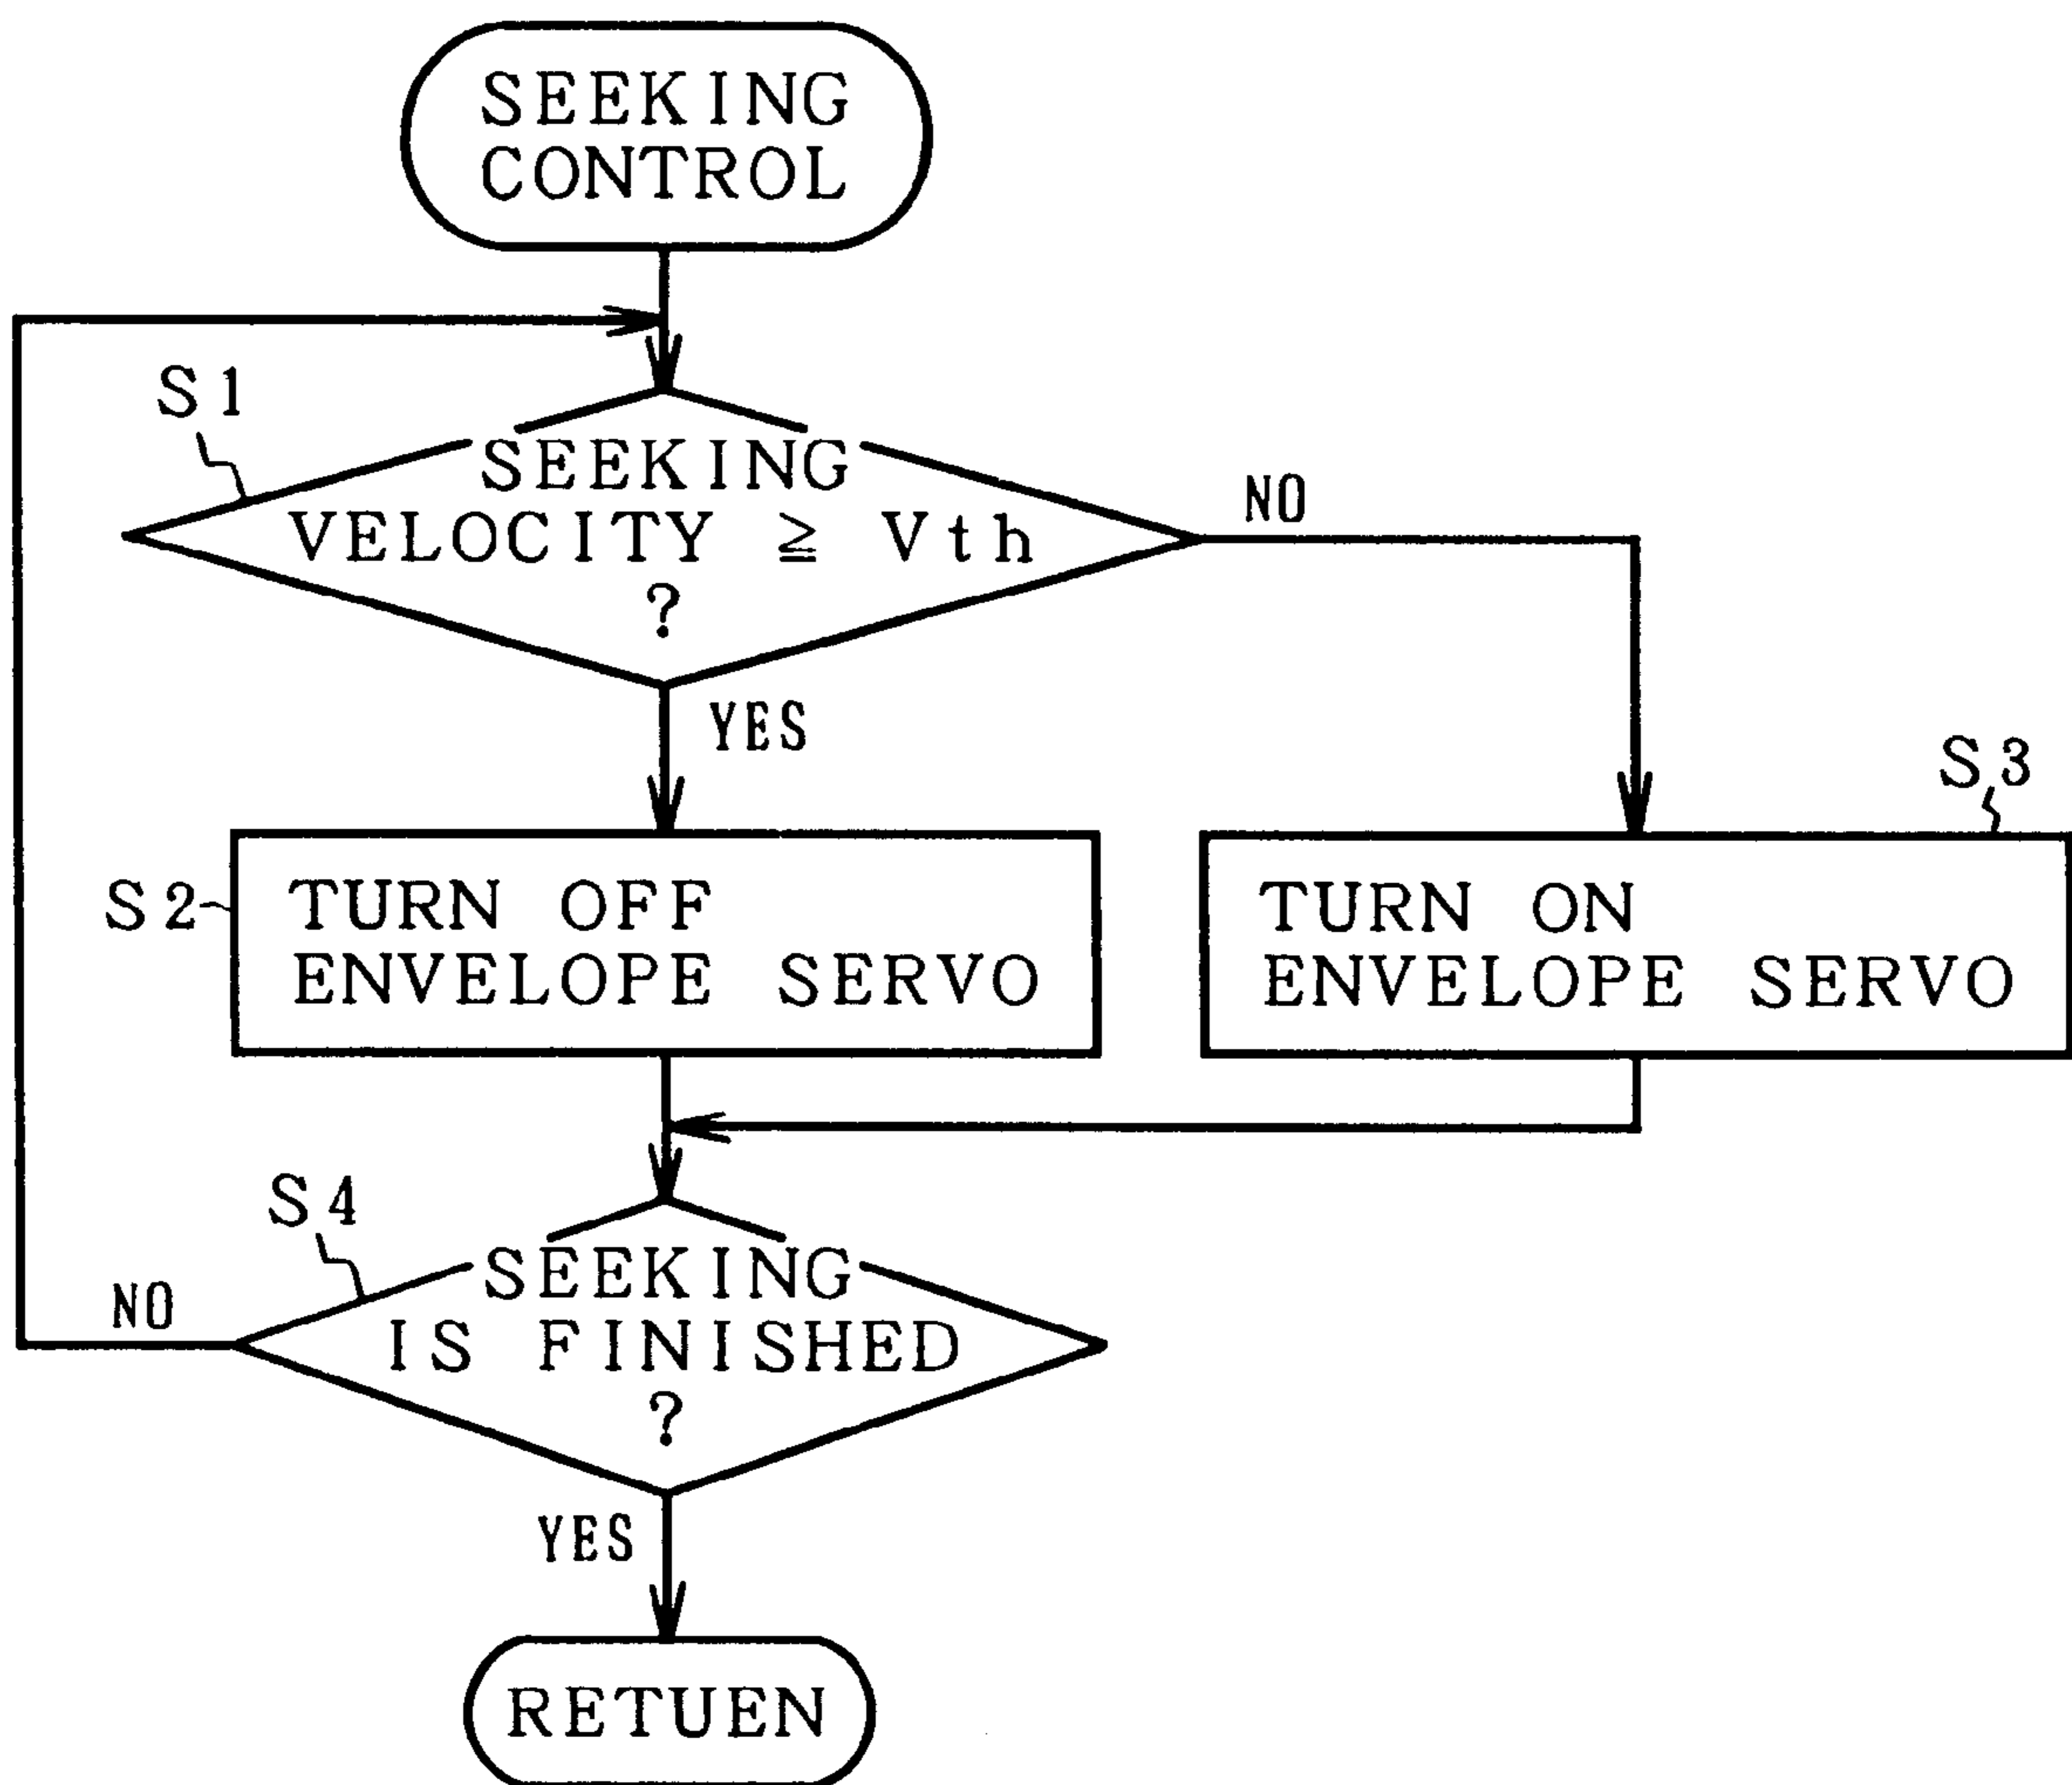 SEEKING
CONTROL
S1
SEEKING
VELOCITY ≧ Vth
?
NO
YES
S3
S2
TURN OFF
ENVELOPE SERVO
TURN ON
ENVELOPE SERVO
S4
SEEKING
IS FINISHED
?
NO
YES
RETUEN